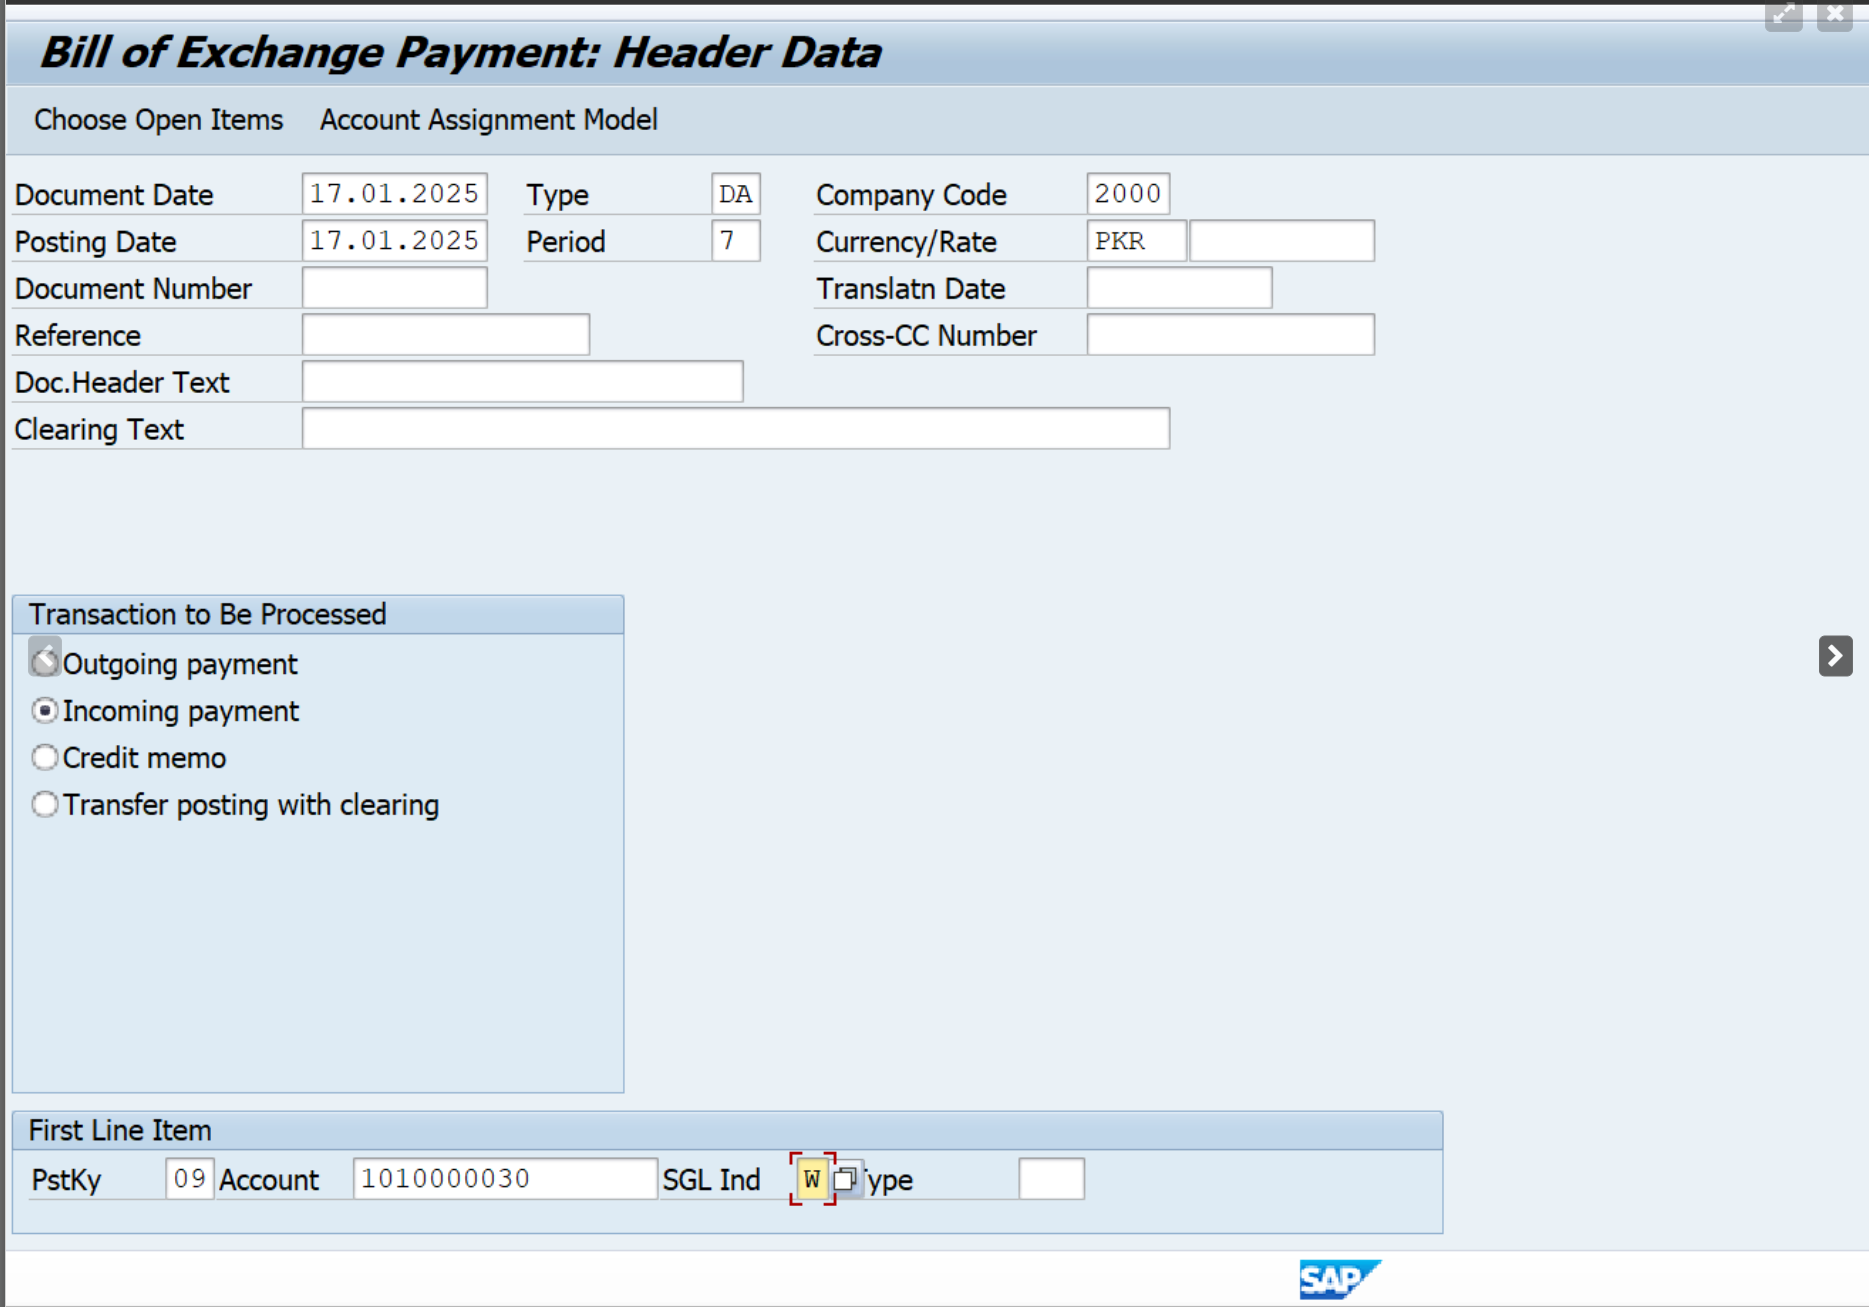 Bill of Exchange Payment: Header Data
Choose Open Items Account Assignment Model
Document Date 17.01.2025 Type DA Company Code 2000
Posting Date 17.01.2025 Period 7 Currency/Rate PKR
Document Number Translatn Date
Reference Cross-CC Number
Doc.Header Text
Clearing Text
Transaction to Be Processed
Outgoing payment
Incoming payment
Credit memo
Transfer posting with clearing
First Line Item
PstKy 09 Account 1010000030 SGL Ind W ype
SAP